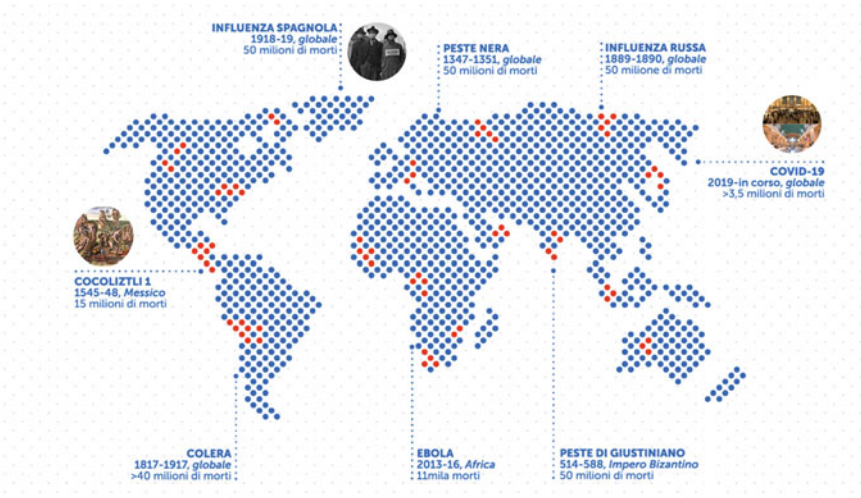 INFLUENZA SPAGNOLA
1918-19, globale
50 milioni di morti
PESTE NERA
1347-1351, globale
50 milioni di morti
INFLUENZA RUSSA
1889-1890, globale
50 milione di morti
COVID-19
2019-in corso, globale
>3,5 milioni di morti
COCOLIZTLI 1
1545-48, Messico
15 milioni di morti
COLERA
1817-1917, globale
>40 milioni di morti
EBOLA
2013-16, Africa
11mila morti
PESTE DI GIUSTINIANO
514-588, Impero Bizantino
50 milioni di morti